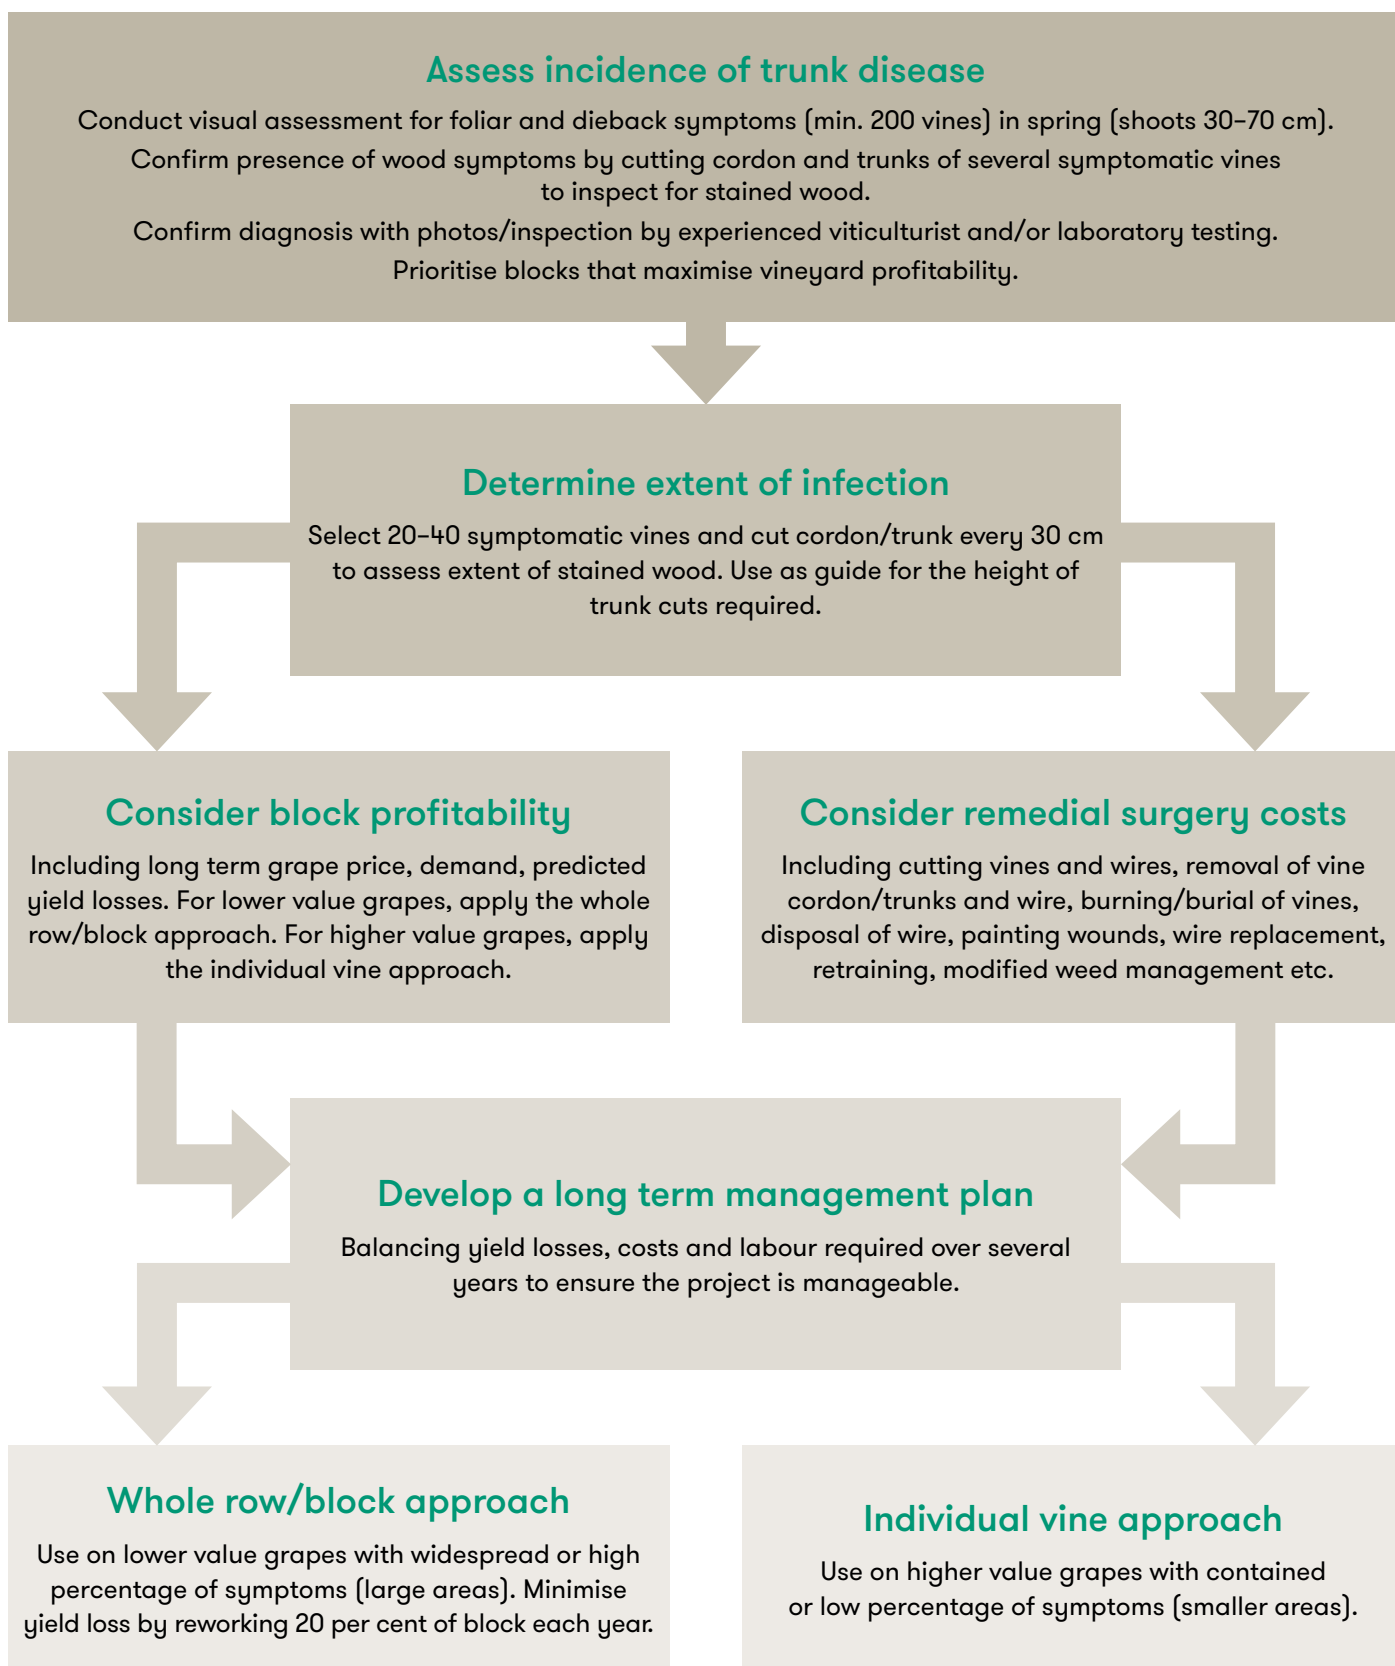 Assess incidence of trunk disease
Conduct visual assessment for foliar and dieback symptoms (min. 200 vines) in spring (shoots 30–70 cm).
Confirm presence of wood symptoms by cutting cordon and trunks of several symptomatic vines
to inspect for stained wood.
Confirm diagnosis with photos/inspection by experienced viticulturist and/or laboratory testing.
Prioritise blocks that maximise vineyard profitability.
Determine extent of infection
Select 20–40 symptomatic vines and cut cordon/trunk every 30 cm
to assess extent of stained wood. Use as guide for the height of
trunk cuts required.
Consider block profitability
Including long term grape price, demand, predicted
yield losses. For lower value grapes, apply the whole
row/block approach. For higher value grapes, apply
the individual vine approach.
Consider remedial surgery costs
Including cutting vines and wires, removal of vine
cordon/trunks and wire, burning/burial of vines,
disposal of wire, painting wounds, wire replacement,
retraining, modified weed management etc.
Develop a long term management plan
Balancing yield losses, costs and labour required over several
years to ensure the project is manageable.
Whole row/block approach
Use on lower value grapes with widespread or high
percentage of symptoms (large areas). Minimise
yield loss by reworking 20 per cent of block each year.
Individual vine approach
Use on higher value grapes with contained
or low percentage of symptoms (smaller areas).